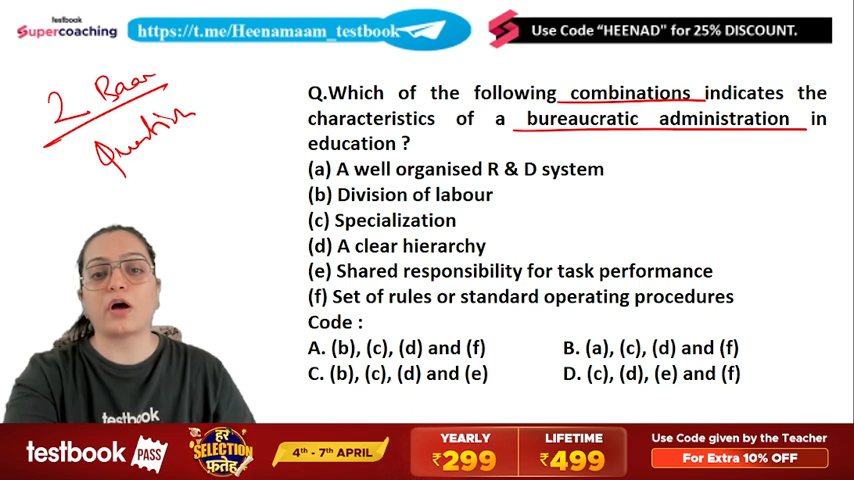 testbook
Supercoaching
https://t.me/Heenamaam_testbook
Use Code "HEENAD" for 25% DISCOUNT.
2 Baar
Question
Q.Which of the following combinations indicates the
characteristics of a bureaucratic administration in
education ?
(a) A well organised R & D system
(b) Division of labour
(c) Specialization
(d) A clear hierarchy
(e) Shared responsibility for task performance
(f) Set of rules or standard operating procedures
Code :
A. (b), (c), (d) and (f) B. (a), (c), (d) and (f)
C. (b), (c), (d) and (e) D. (c), (d), (e) and (f)
testbook
testbook PASS
हर
SELECTION
फतेह
4th - 7th APRIL
YEARLY
₹299
LIFETIME
₹499
Use Code given by the Teacher
For Extra 10% OFF